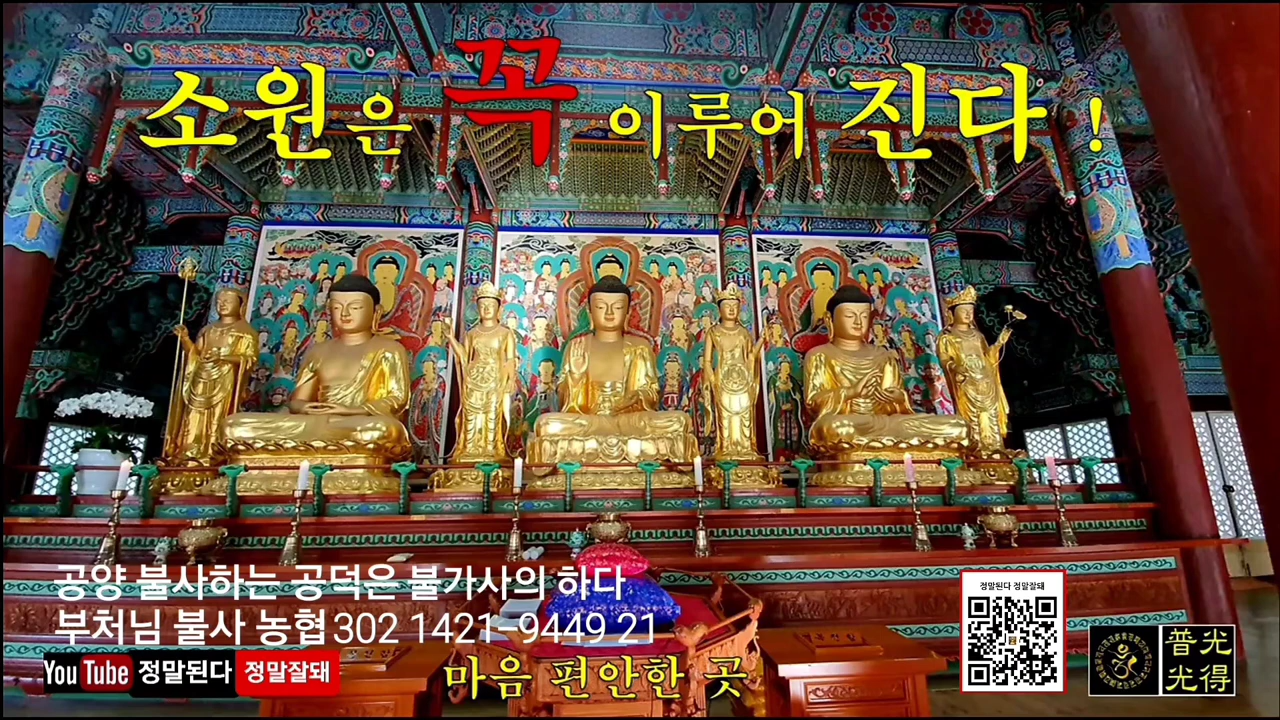 소원은 꼭 이루어 진다 !
공양 불사하는 공덕은 불가사의 하다
부처님 불사 농협 302 1421-9449 21
YouTube 정말된다 정말잘돼
마음 편안한 곳
정말된다 정말잘돼
普光
光得